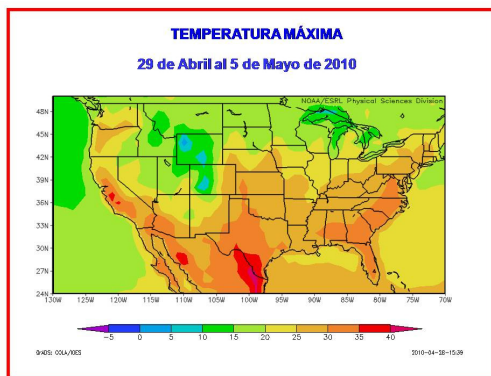 TEMPERATURA MÁXIMA
29 de Abril al 5 de Mayo de 2010
NOAA/ESRL Physical Sciences Division
48N
45N
42N
39N
36N
33N
30N
27N
24N
130W 125W 120W 115W 110W 105W 100W 95W 90W 85W 80W 75W 70W
-5 0 5 10 15 20 25 30 35 40
GrADS: COLA/IGES 2010-04-28-15:39